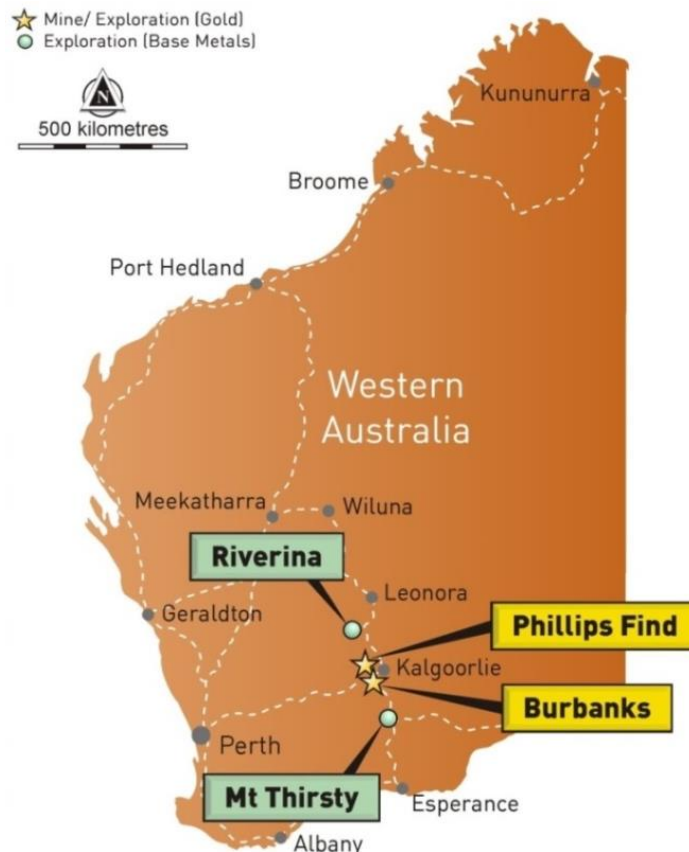 Mine/ Exploration (Gold)
Exploration (Base Metals)
N
500 kilometres
Kununurra
Broome
Port Hedland
Western
Australia
Meekatharra
Wiluna
Riverina
Leonora
Geraldton
Phillips Find
Kalgoorlie
Burbanks
Perth
Mt Thirsty
Esperance
Albany